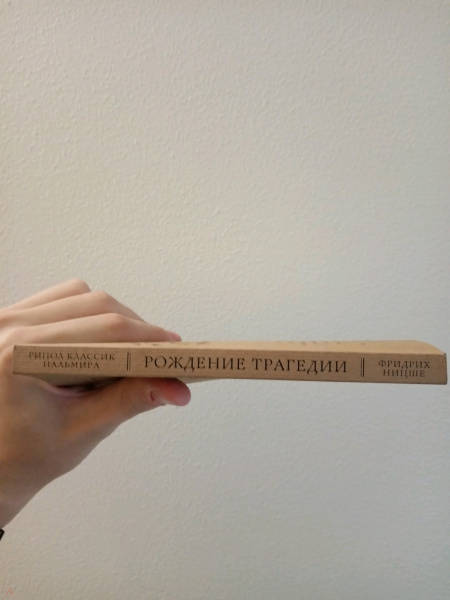 РИПОЛ КЛАССИК
ПАЛЬМИРА
РОЖДЕНИЕ ТРАГЕДИИ
ФРИДРИХ
НИЦШЕ